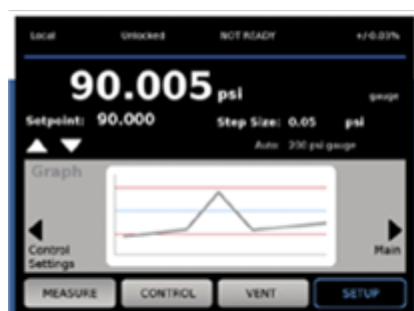 Local Unlocked NOT READY +/-0.03%
90.005 psi gauge
Setpoint: 90.000 Step Size: 0.05 psi
Auto 200 psi gauge
Graph
Control Settings
Main
MEASURE CONTROL VENT SETUP